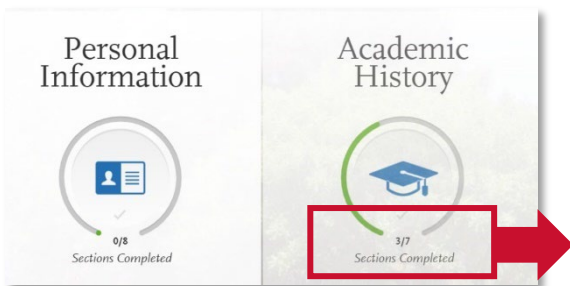 Personal
Information
0/8
Sections Completed
Academic
History
3/7
Sections Completed